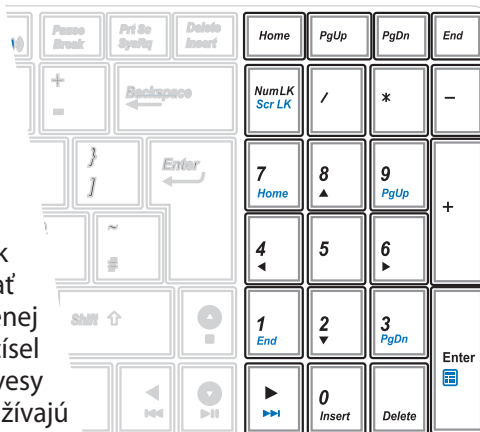 Pause Break Prt Sc SysRq Delete Insert Home PgUp PgDn End
+ = Backspace NumLK Scr LK / * −
} ] Enter 7 Home 8 ▲ 9 PgUp +
~ # 4 ◀ 5 6 ▶
Shift ⇧ 1 End 2 ▼ 3 PgDn Enter
0 Insert Delete
k
ať
enej
ísel
vesy
žívajú